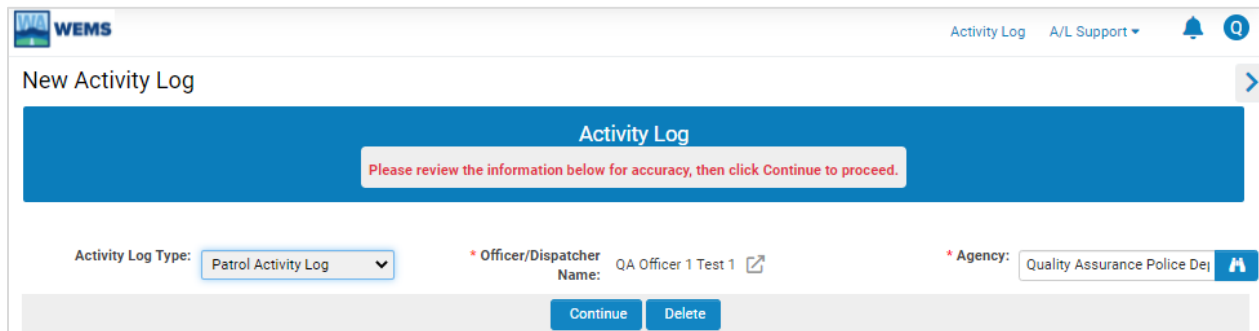 WA WEMS
Activity Log A/L Support Q
New Activity Log
Activity Log
Please review the information below for accuracy, then click Continue to proceed.
Activity Log Type: Patrol Activity Log
* Officer/Dispatcher Name: QA Officer 1 Test 1
* Agency: Quality Assurance Police De
Continue Delete